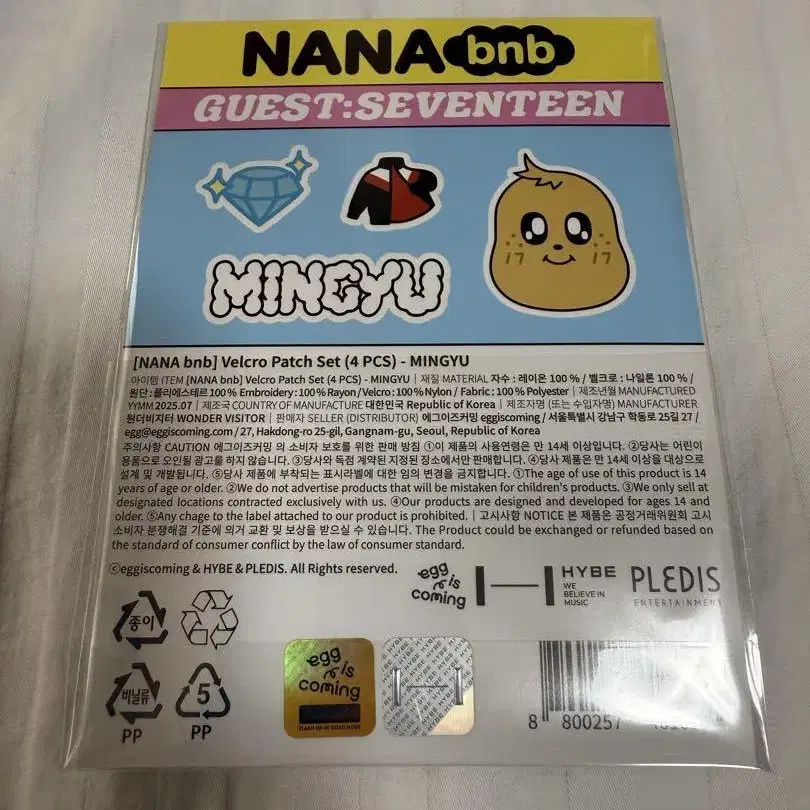 NANA bnb
GUEST:SEVENTEEN
MINGYU
17 17
[NANA bnb] Velcro Patch Set (4 PCS) - MINGYU
아이템 ITEM [NANA bnb] Velcro Patch Set (4 PCS) - MINGYU | 재질 MATERIAL 자수 : 레이온 100 % / 벨크로 : 나일론 100 % /
원단 : 폴리에스테르 100 % Embroidery : 100 % Rayon / Velcro : 100 % Nylon / Fabric : 100 % Polyester | 제조년월 MANUFACTURED
YYMM 2025.07 | 제조국 COUNTRY OF MANUFACTURE 대한민국 Republic of Korea | 제조자명 (또는 수입자명) MANUFACTURER
원더비지터 WONDER VISITOR | 판매자 SELLER (DISTRIBUTOR) 에그이즈커밍 eggiscoming / 서울특별시 강남구 학동로 25길 27 /
egg@eggiscoming.com / 27, Hakdong-ro 25-gil, Gangnam-gu, Seoul, Republic of Korea
주의사항 CAUTION 에그이즈커밍 의 소비자 보호를 위한 판매 방침 ①이 제품의 사용연령은 만 14세 이상입니다. ②당사는 어린이
용품으로 오인될 광고를 하지 않습니다. ③당사와 독점 계약된 지정된 장소에서만 판매합니다. ④당사 제품은 만 14세 이상을 대상으로
설계 및 개발됩니다. ⑤당사 제품에 부착되는 표시라벨에 대한 임의 변경을 금지합니다. ①The age of use of this product is 14
years of age or older. ②We do not advertise products that will be mistaken for children's products. ③We only sell at
designated locations contracted exclusively with us. ④Our products are designed and developed for ages 14 and
older. ⑤Any chage to the label attached to our product is prohibited. | 고시사항 NOTICE 본 제품은 공정거래위원회 고시
소비자 분쟁해결 기준에 의거 교환 및 보상을 받으실 수 있습니다. The Product could be exchanged or refunded based on
the standard of consumer conflict by the law of consumer standard.
ⓒeggiscoming & HYBE & PLEDIS. All Rights reserved.
egg is coming
HYBE
WE BELIEVE IN MUSIC
PLEDIS
ENTERTAINMENT
종이
비닐류
PP
5
PP
egg is coming
FLASH ON IN VIDEO MODE
HYBE
8 800257